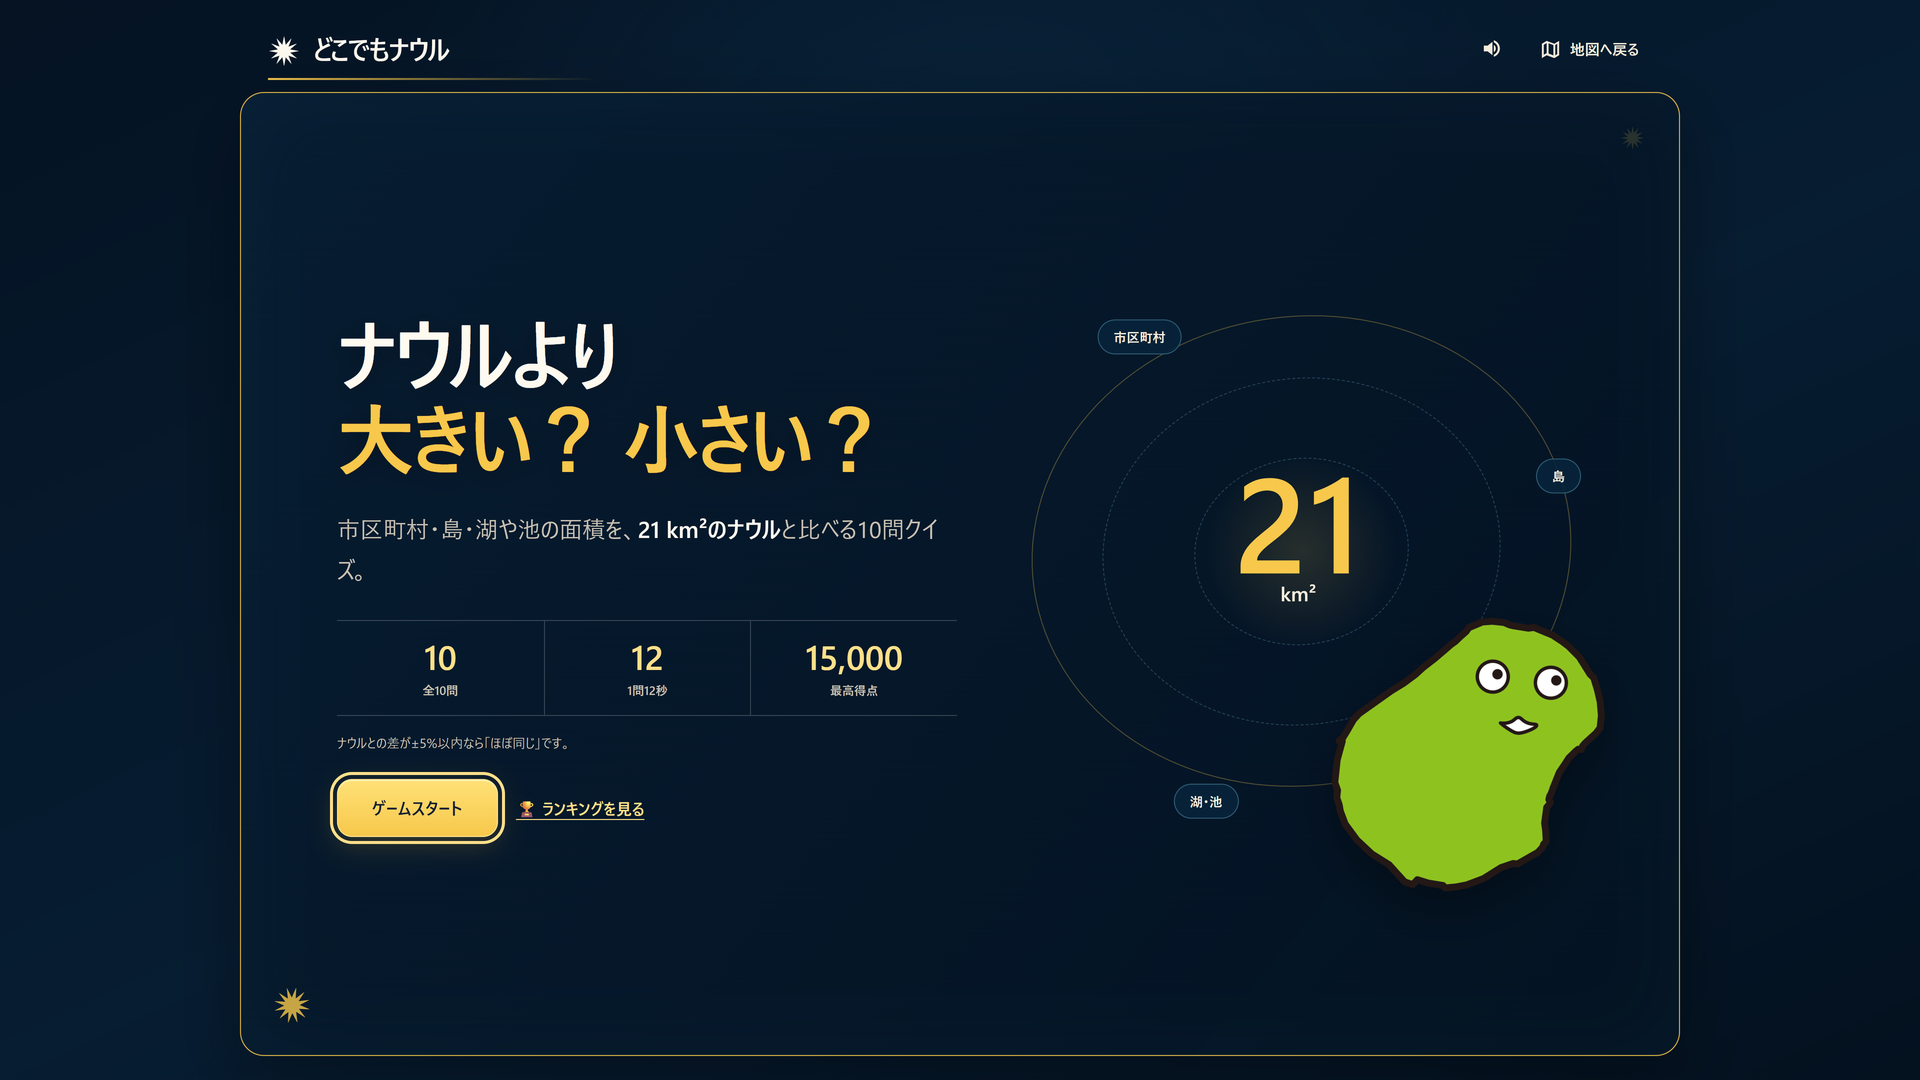 どこでもナウル
地図へ戻る
ナウルより
大きい？ 小さい？
市区町村・島・湖や池の面積を、21 km²のナウルと比べる10問クイ
ズ。
10
全10問
12
1問12秒
15,000
最高得点
ナウルとの差が±5%以内なら「ほぼ同じ」です。
ゲームスタート
ランキングを見る
市区町村
島
21
km²
湖・池